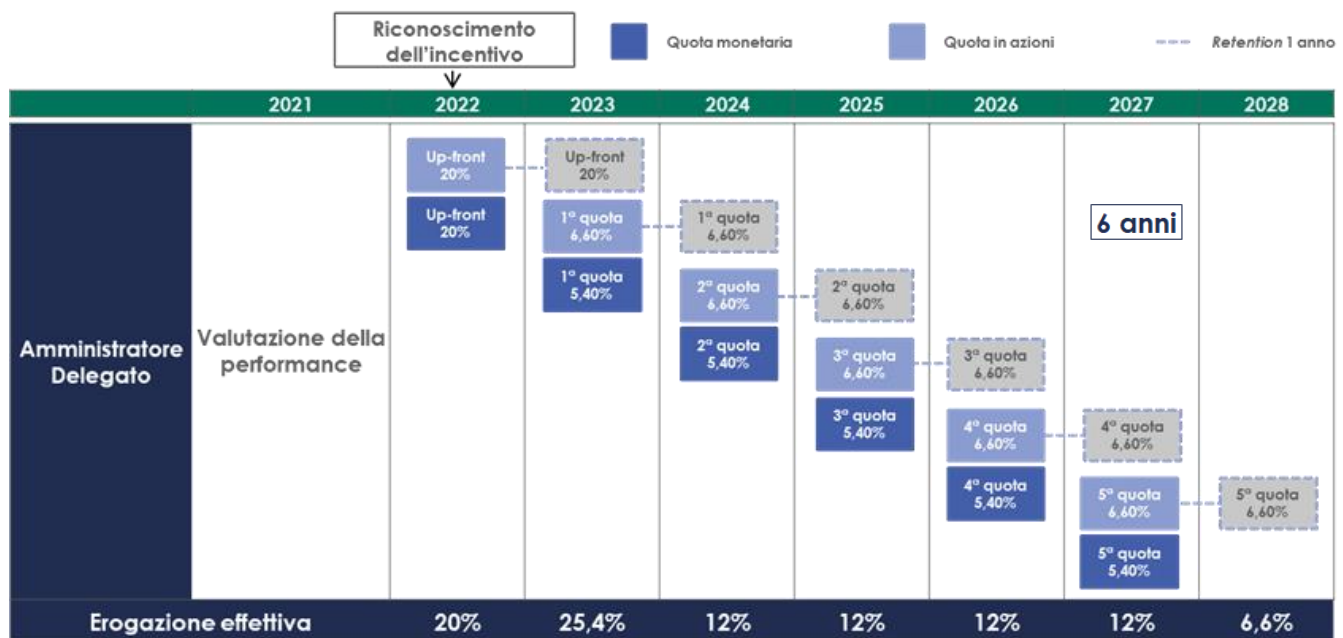 Riconoscimento
dell'incentivo
Quota monetaria
Quota in azioni
Retention 1 anno
2021
2022
2023
2024
2025
2026
2027
2028
Amministratore
Delegato
Valutazione della
performance
Up-front
20%
Up-front
20%
Up-front
20%
1ª quota
6,60%
1ª quota
5,40%
1ª quota
6,60%
2ª quota
6,60%
2ª quota
5,40%
2ª quota
6,60%
3ª quota
6,60%
3ª quota
5,40%
3ª quota
6,60%
4ª quota
6,60%
4ª quota
5,40%
6 anni
4ª quota
6,60%
5ª quota
6,60%
5ª quota
5,40%
5ª quota
6,60%
Erogazione effettiva
20%
25,4%
12%
12%
12%
12%
6,6%